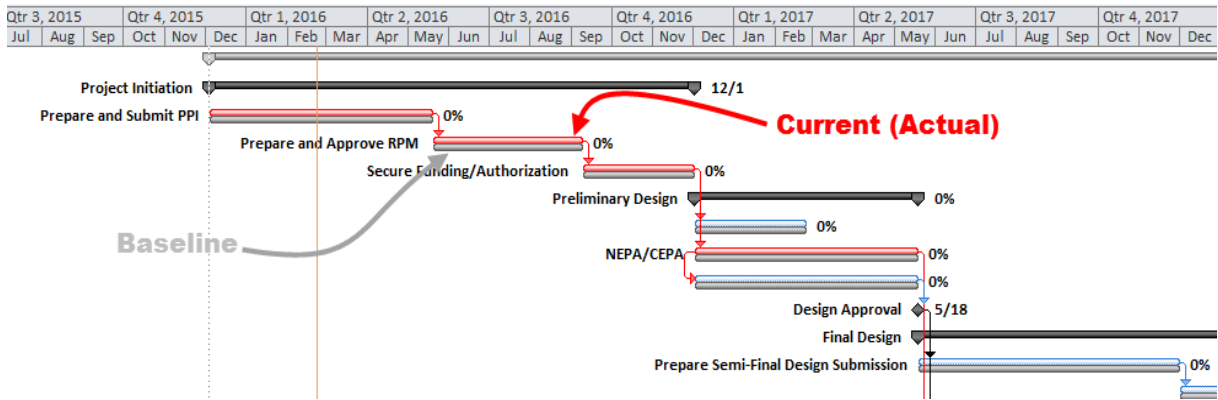 Qtr 3, 2015 Qtr 4, 2015 Qtr 1, 2016 Qtr 2, 2016 Qtr 3, 2016 Qtr 4, 2016 Qtr 1, 2017 Qtr 2, 2017 Qtr 3, 2017 Qtr 4, 2017
Jul Aug Sep Oct Nov Dec Jan Feb Mar Apr May Jun Jul Aug Sep Oct Nov Dec Jan Feb Mar Apr May Jun Jul Aug Sep Oct Nov Dec
Project Initiation 12/1
Prepare and Submit PPI 0%
Current (Actual)
Prepare and Approve RPM 0%
Secure Funding/Authorization 0%
Preliminary Design 0%
0%
Baseline
NEPA/CEPA 0%
0%
Design Approval 5/18
Final Design
Prepare Semi-Final Design Submission 0%